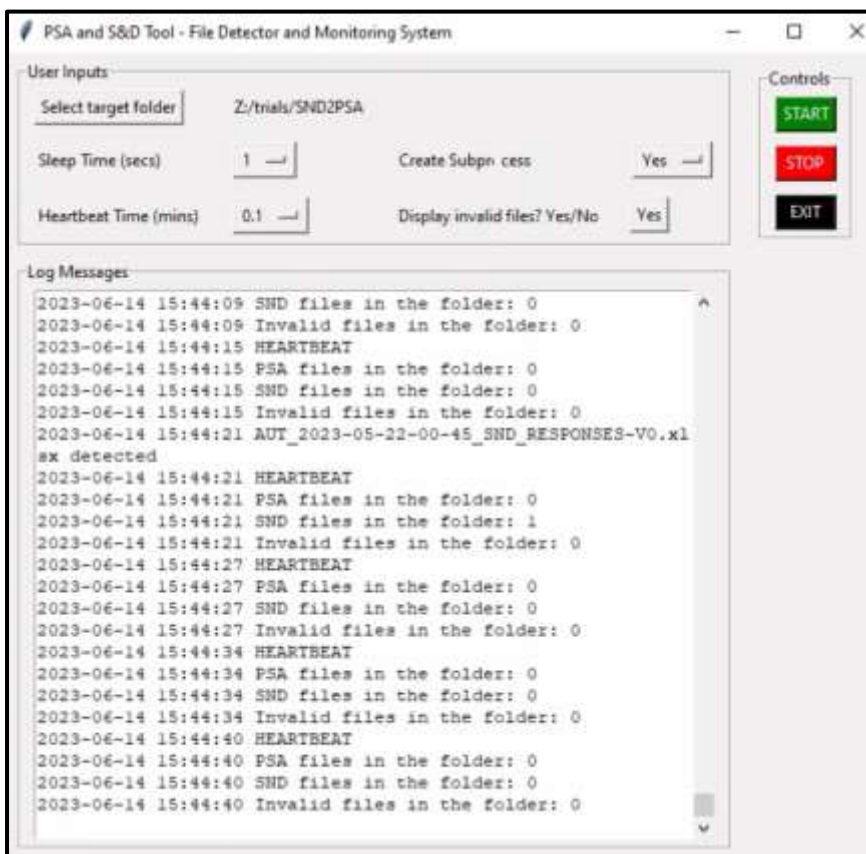 PSA and S&D Tool - File Detector and Monitoring System
User Inputs
Controls
Select target folder Z:/trials/SND2PSA
START
Sleep Time (secs) 1 Create Subpr cess Yes
STOP
Heartbeat Time (mins) 0.1 Display invalid files? Yes/No Yes
EXIT
Log Messages
2023-06-14 15:44:09 SND files in the folder: 0
2023-06-14 15:44:09 Invalid files in the folder: 0
2023-06-14 15:44:15 HEARTBEAT
2023-06-14 15:44:15 PSA files in the folder: 0
2023-06-14 15:44:15 SND files in the folder: 0
2023-06-14 15:44:15 Invalid files in the folder: 0
2023-06-14 15:44:21 AUT_2023-05-22-00-45_SND_RESPONSES-V0.xl
sx detected
2023-06-14 15:44:21 HEARTBEAT
2023-06-14 15:44:21 PSA files in the folder: 0
2023-06-14 15:44:21 SND files in the folder: 1
2023-06-14 15:44:21 Invalid files in the folder: 0
2023-06-14 15:44:27 HEARTBEAT
2023-06-14 15:44:27 PSA files in the folder: 0
2023-06-14 15:44:27 SND files in the folder: 0
2023-06-14 15:44:27 Invalid files in the folder: 0
2023-06-14 15:44:34 HEARTBEAT
2023-06-14 15:44:34 PSA files in the folder: 0
2023-06-14 15:44:34 SND files in the folder: 0
2023-06-14 15:44:34 Invalid files in the folder: 0
2023-06-14 15:44:40 HEARTBEAT
2023-06-14 15:44:40 PSA files in the folder: 0
2023-06-14 15:44:40 SND files in the folder: 0
2023-06-14 15:44:40 Invalid files in the folder: 0